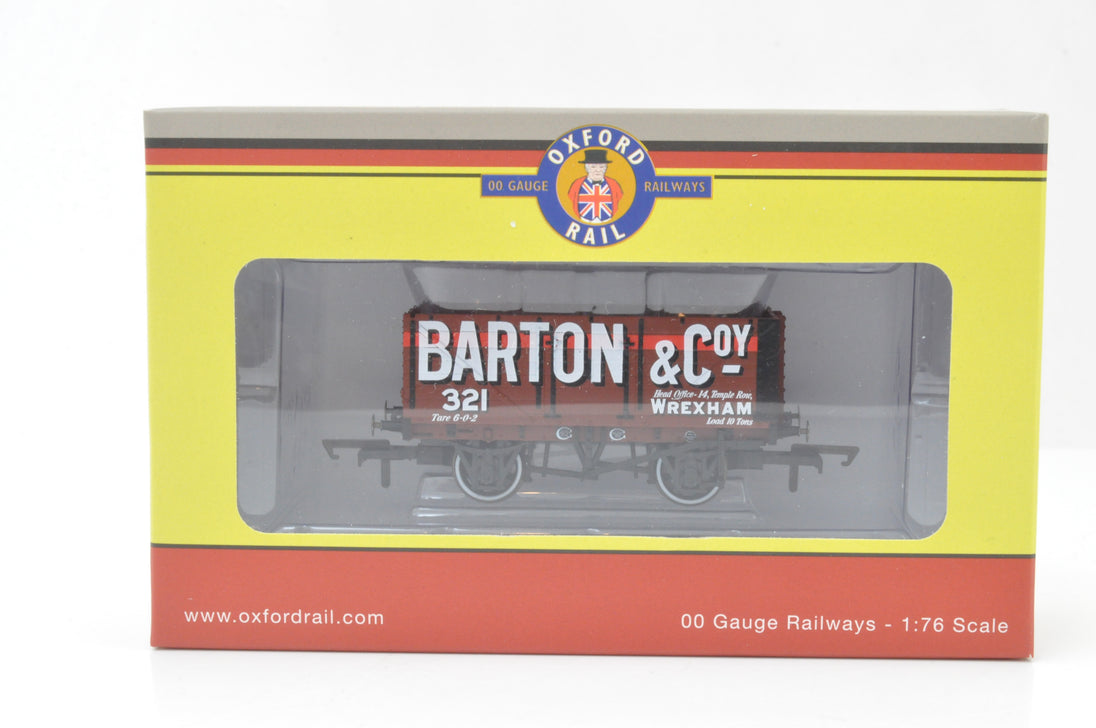 OXFORD
00 GAUGE RAILWAYS
RAIL
BARTON & COY
321
Tare 6-0-2
Head Office - 14, Temple Row,
WREXHAM
Load 10 Tons
www.oxfordrail.com
00 Gauge Railways - 1:76 Scale